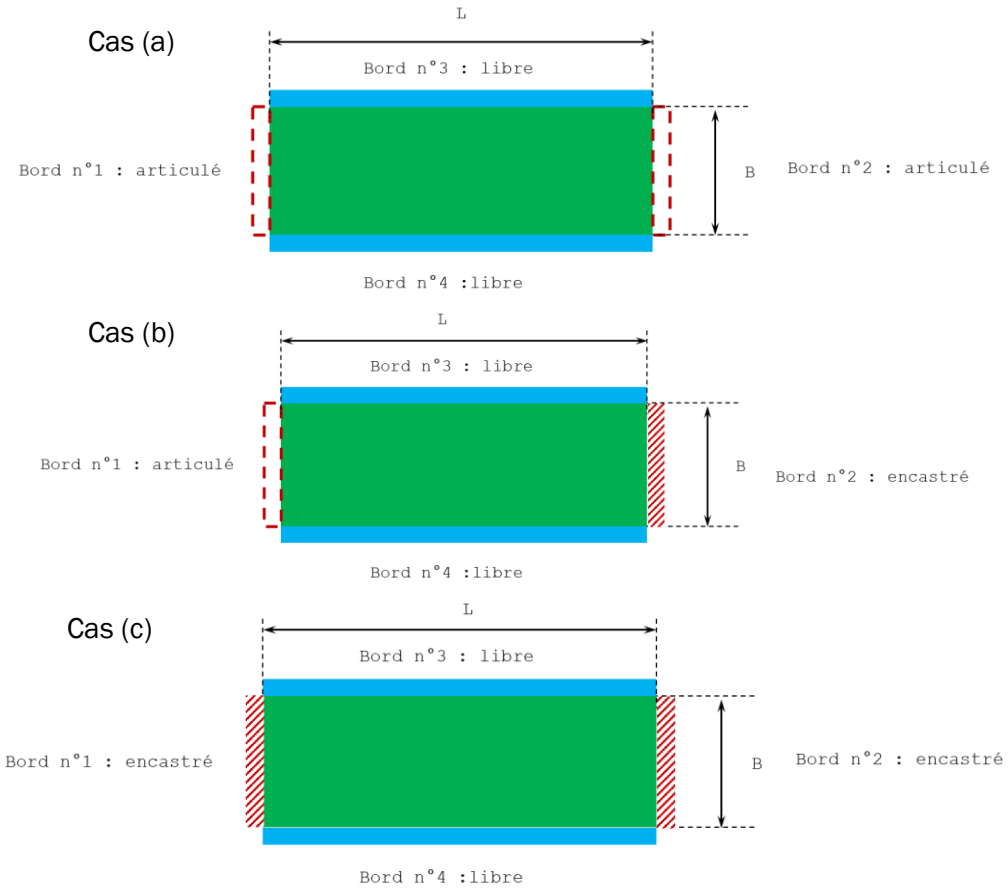 L
Cas (a)
Bord n°3 : libre
Bord n°1 : articulé
B
Bord n°2 : articulé
Bord n°4 :libre
Cas (b)
L
Bord n°3 : libre
Bord n°1 : articulé
B
Bord n°2 : encastré
Bord n°4 :libre
Cas (c)
L
Bord n°3 : libre
Bord n°1 : encastré
B
Bord n°2 : encastré
Bord n°4 :libre